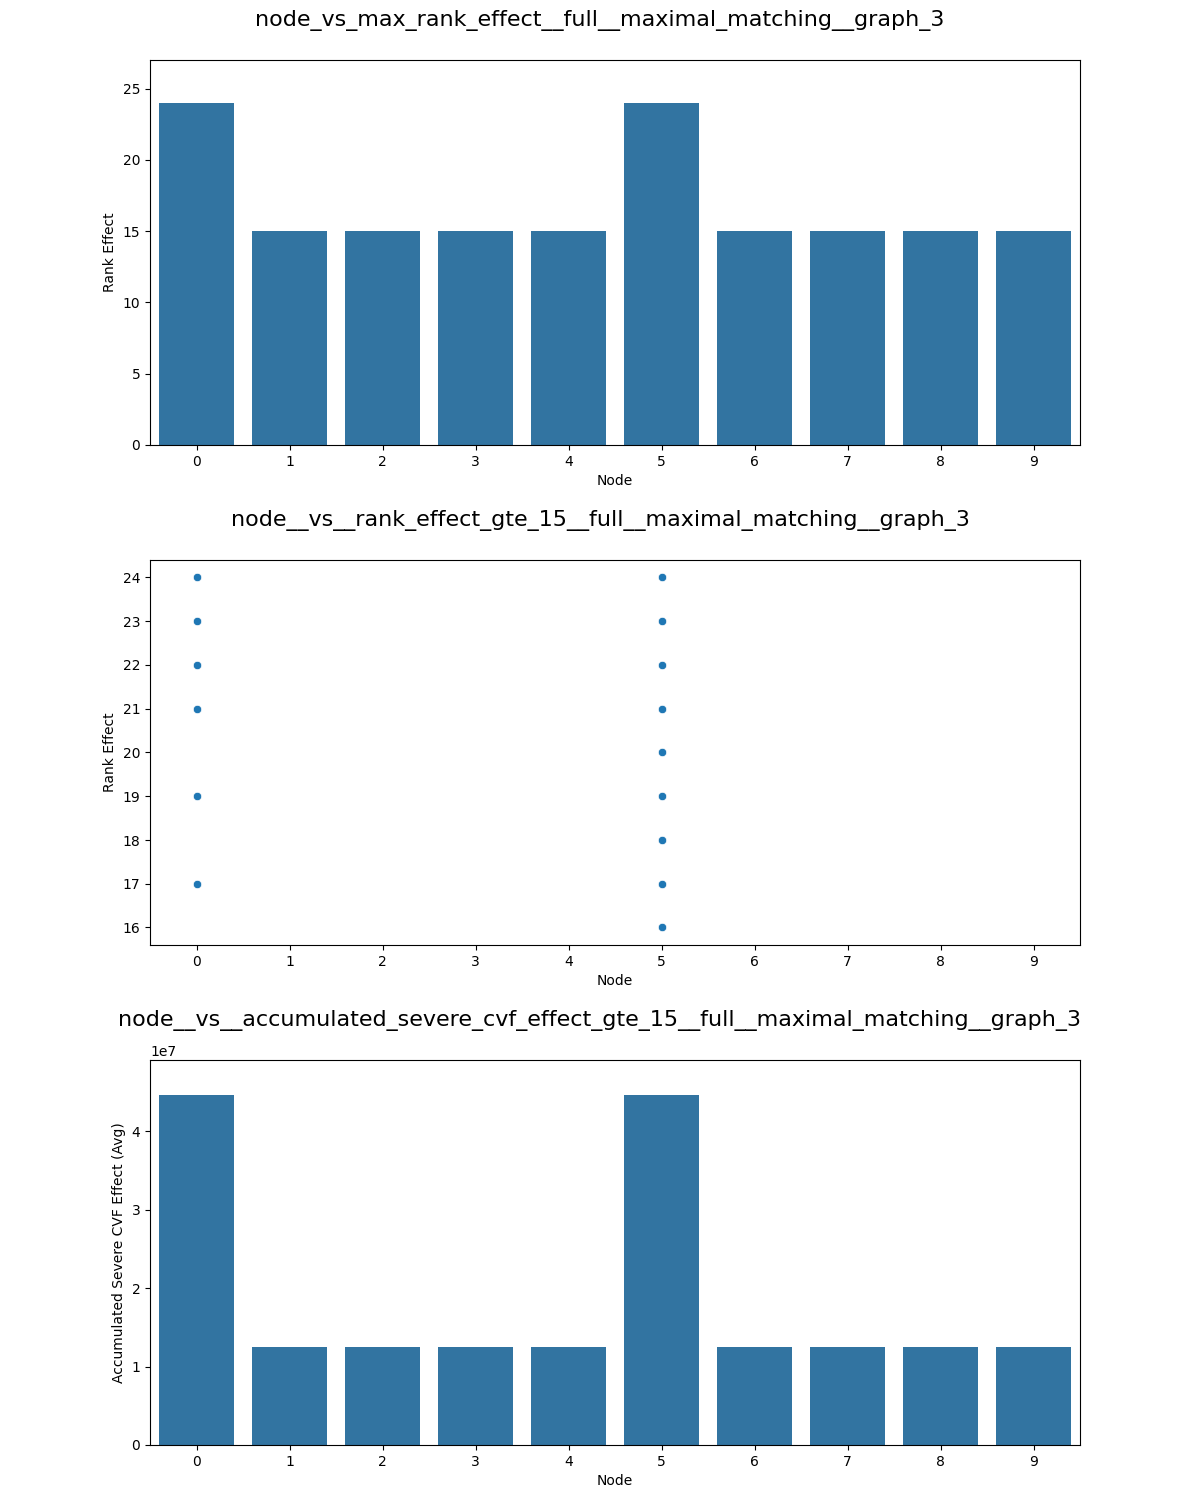 node_vs_max_rank_effect__full__maximal_matching__graph_3
25
20
15
10
5
0
Rank Effect
0 1 2 3 4 5 6 7 8 9
Node
node__vs__rank_effect_gte_15__full__maximal_matching__graph_3
24
23
22
21
20
19
18
17
16
Rank Effect
0 1 2 3 4 5 6 7 8 9
Node
node__vs__accumulated_severe_cvf_effect_gte_15__full__maximal_matching__graph_3
1e7
4
3
2
1
0
Accumulated Severe CVF Effect (Avg)
0 1 2 3 4 5 6 7 8 9
Node